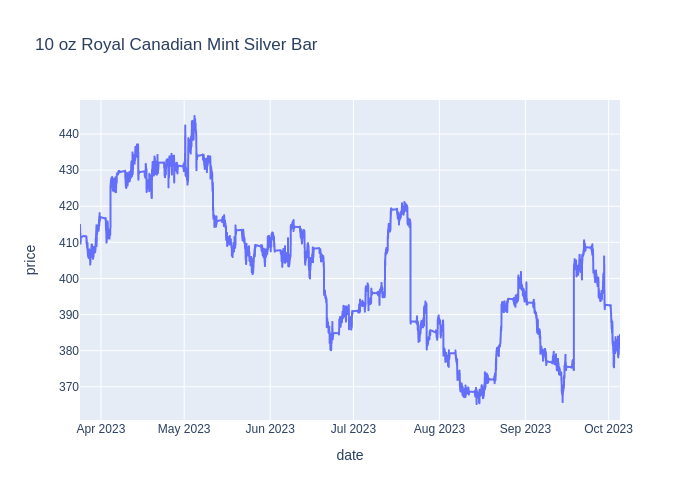 10 oz Royal Canadian Mint Silver Bar
440
430
420
410
400
390
380
370
price
Apr 2023 May 2023 Jun 2023 Jul 2023 Aug 2023 Sep 2023 Oct 2023
date